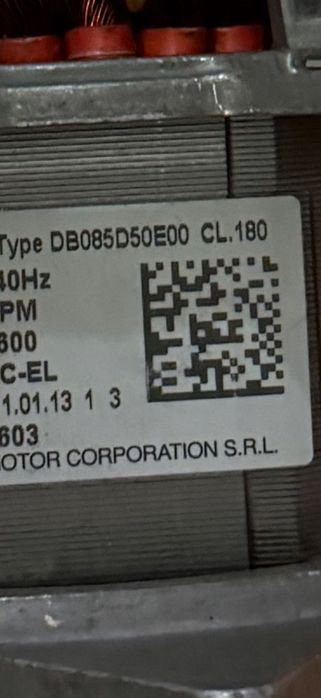 Type DB085D50E00 CL.180
40Hz
PM
600
C-EL
1.01.13 1 3
603
OTOR CORPORATION S.R.L.